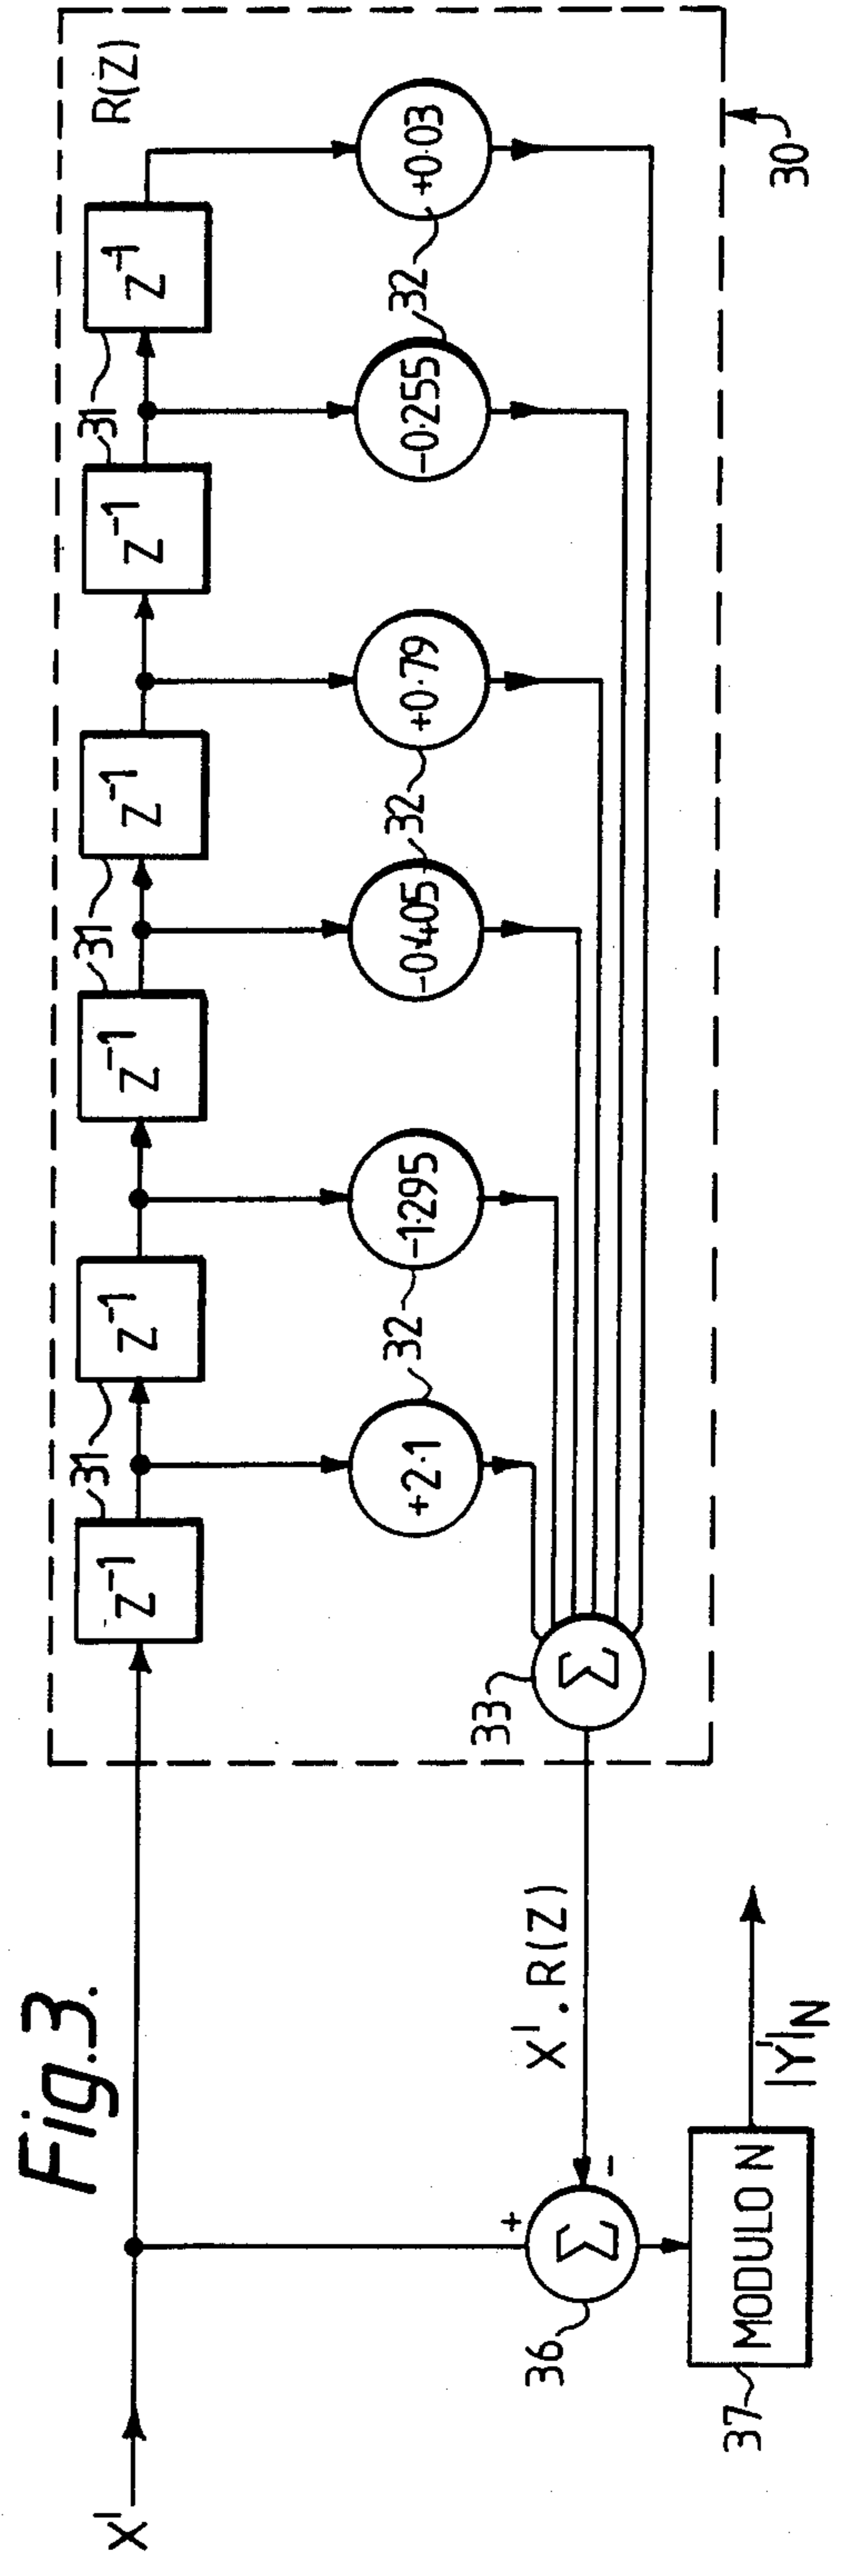 Fig.3.
R(Z)
Z⁻¹
Z⁻¹
Z⁻¹
Z⁻¹
Z⁻¹
Z⁻¹
31
31
31
31
31
31
+2·1
-1·295
-0·405
+0·79
-0·255
+0·03
32
32
32
33
Σ
30
X'
X'. R(Z)
+
-
Σ
36
MODULO N
37
|Y'|N